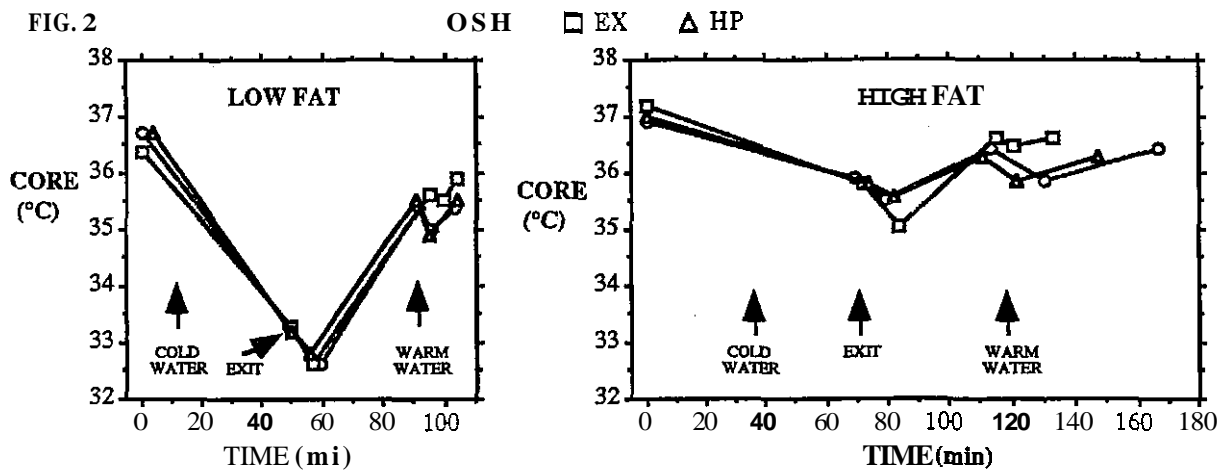 FIG. 2 OSH □ EX △ HP
38 LOW FAT
37
36
CORE
(°C)
35
34
33
32
COLD WATER EXIT WARM WATER
0 20 40 60 80 100
TIME (mi)
38 HIGH FAT
37
36
CORE
(°C)
35
34
33
32
COLD WATER EXIT WARM WATER
0 20 40 60 80 100 120 140 160 180
TIME (min)